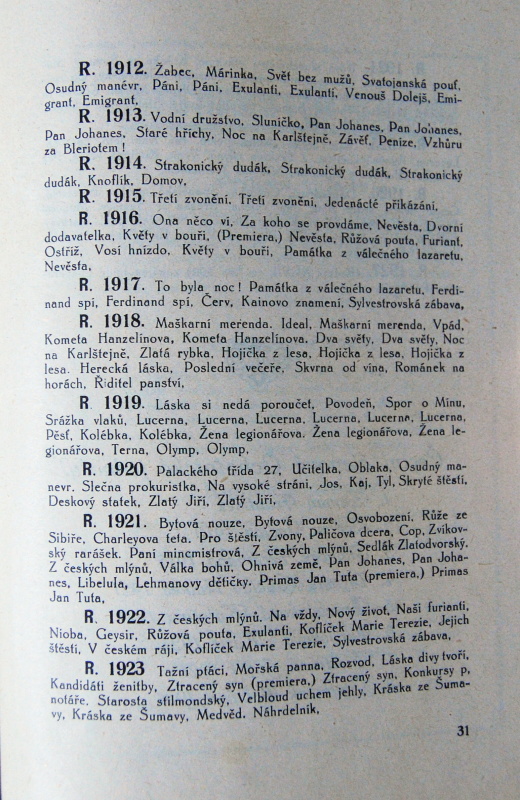 R. 1912. Žabec, Márinka, Svět bez mužů, Svatojanská pouť,
Osudný manévr, Páni, Páni, Exulanti, Exulanti, Venouš Dolejš, Emi-
grant, Emigrant,
R. 1913. Vodní družstvo, Sluničko, Pan Johanes, Pan Johanes,
Pan Johanes, Staré hříchy, Noc na Karlštejně, Závěť, Peníze, Vzhůru
za Bleriotem !
R. 1914. Strakonický dudák, Strakonický dudák, Strakonický
dudák, Knoflík, Domov,
R. 1915. Třetí zvonění. Třetí zvonění, Jedenácté přikázání,
R. 1916. Ona něco ví, Za koho se provdáme, Nevěsta, Dvorní
dodavatelka, Květy v bouři, (Premiera,) Nevěsta, Růžová pouta, Furiant,
Ostříž, Vosí hnízdo, Květy v bouři, Památka z válečného lazaretu,
Nevěsta,
R. 1917. To byla noc ! Památka z válečného lazaretu, Ferdi-
nand spí, Ferdinand spí, Červ, Kainovo znamení, Sylvestrovská zábava,
R. 1918. Maškarní merenda. Ideal, Maškarní merenda, Vpád,
Kometa Hanzelínova, Kometa Hanzelínova. Dva světy, Dva světy, Noc
na Karlštejně, Zlatá rybka, Hojička z lesa, Hojička z lesa, Hojička z
lesa. Herecká láska, Poslední večeře, Skvrna od vína, Románek na
horách, Řiditel panství,
R. 1919. Láska si nedá poroučet, Povodeň, Spor o Minu,
Srážka vlaků, Lucerna, Lucerna, Lucerna, Lucerna, Lucerna, Lucerna,
Pěsť, Kolébka, Kolébka, Žena legionářova. Žena legionářova, Žena le-
gionářova, Terna, Olymp, Olymp,
R. 1920. Palackého třída 27, Učitelka, Oblaka, Osudný ma-
nevr. Slečna prokuristka, Na vysoké stráni, Jos. Kaj. Tyl, Skryté štěstí,
Deskový statek, Zlatý Jiří, Zlatý Jiří,
R. 1921. Bytová nouze, Bytová nouze, Osvobození, Růže ze
Sibiře, Charleyova teta. Pro štěstí, Zvony, Paličova dcera, Cop, Zvíkov-
ský rarášek. Paní mincmistrová, Z českých mlýnů, Sedlák Zlatodvorský.
Z českých mlýnů, Válka bohů, Ohnivá země, Pan Johanes, Pan Joha-
nes, Libelula, Lehmanovy dětičky. Primas Jan Tuta (premiera,) Primas
Jan Tuta,
R. 1922. Z českých mlýnů. Na vždy, Nový život, Naši furianti,
Nioba, Geysir, Růžová pouta, Exulanti, Koflíček Marie Terezie, Jejich
štěstí, V českém ráji, Koflíček Marie Terezie, Sylvestrovská zábava,
R. 1923 Tažní ptáci, Mořská panna, Rozvod, Láska divy tvoří,
Kandidáti ženitby, Ztracený syn (premiera,) Ztracený syn, Konkursy p,
notáře. Starosta stilmondský, Velbloud uchem jehly, Kráska ze Šuma-
vy, Kráska ze Šumavy, Medvěd. Náhrdelník,
31